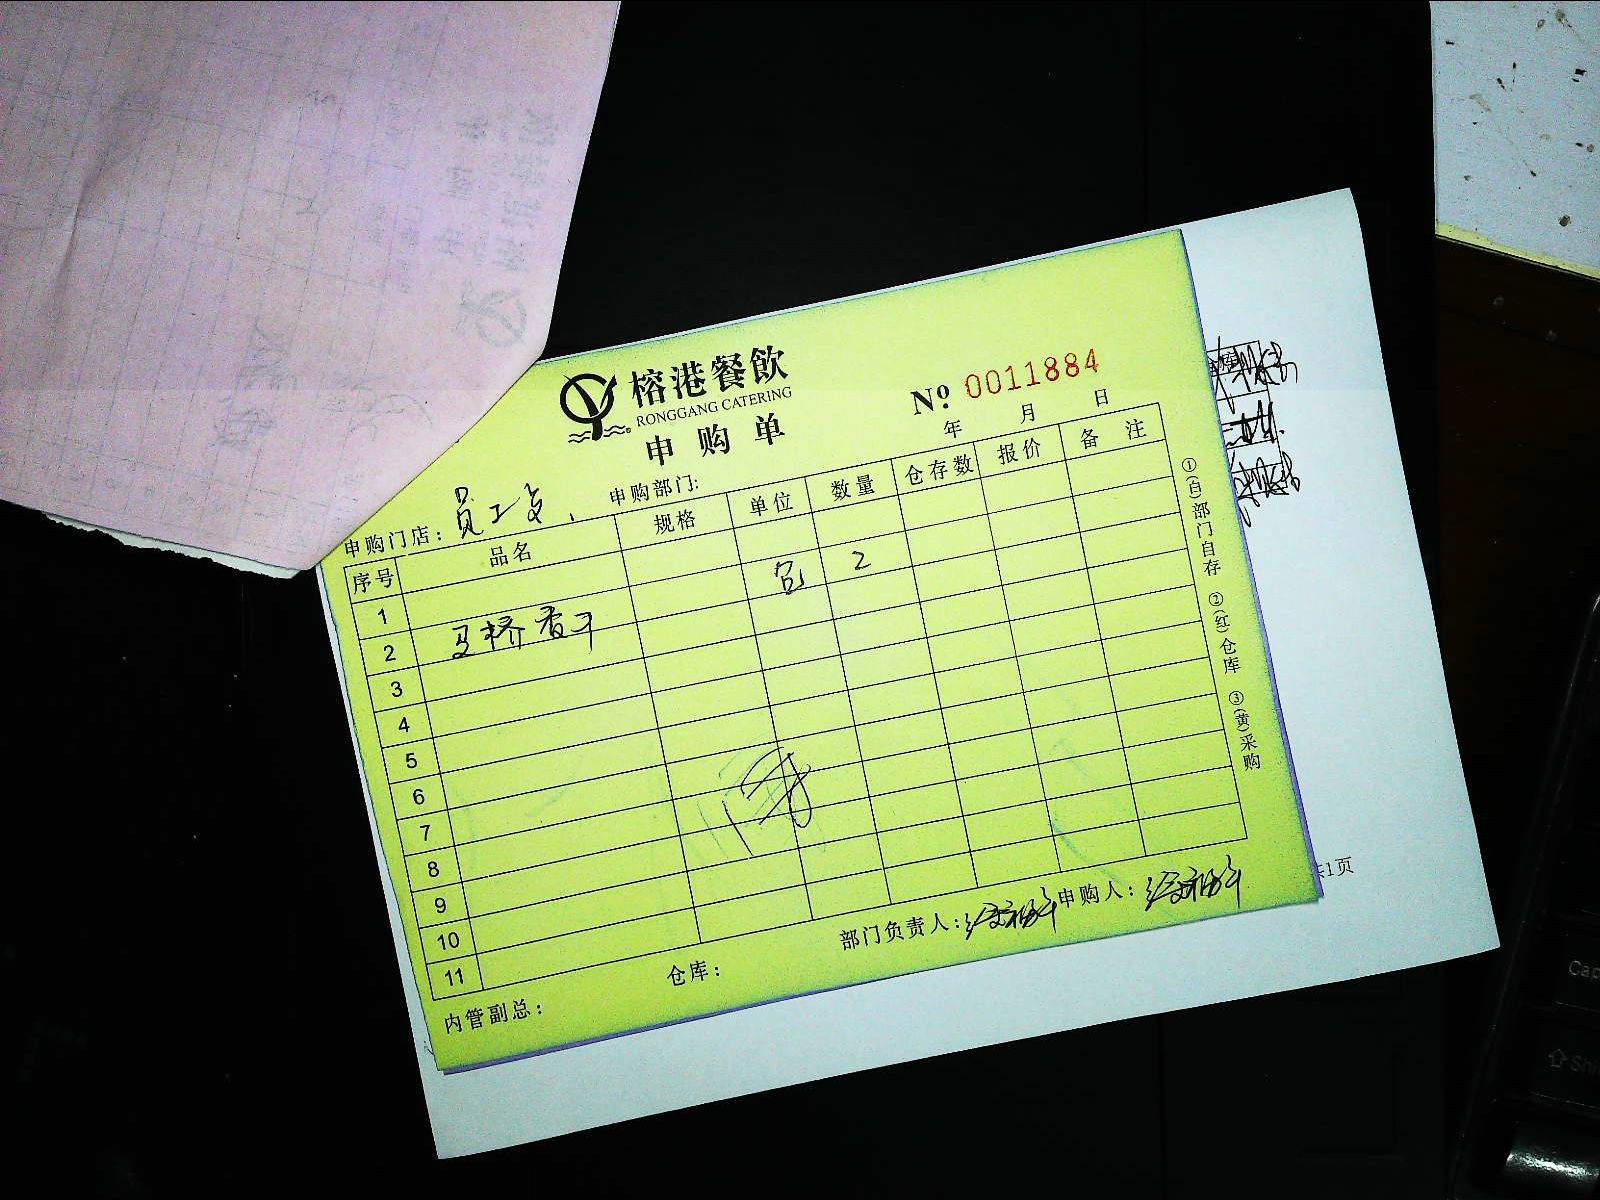 榕港餐飲
RONGGANG CATERING
申购单
Nº 0011884
年 月 日
申购门店: 员工 申购部门:
序号 品名 规格 单位 数量 仓存数 报价 备注
1 马桥香干 包 2
2
3
4
5
6
7
8
9
10
11
内管副总: 仓库: 部门负责人: 申购人:
①(白)部门自存 ②(红)仓库 ③(黄)采购
1页
Cap
Shi